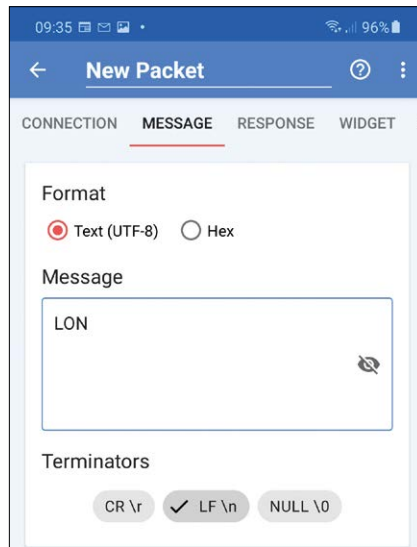 09:35 96%
New Packet
CONNECTION MESSAGE RESPONSE WIDGET
Format
Text (UTF-8) Hex
Message
LON
Terminators
CR \r LF \n NULL \0